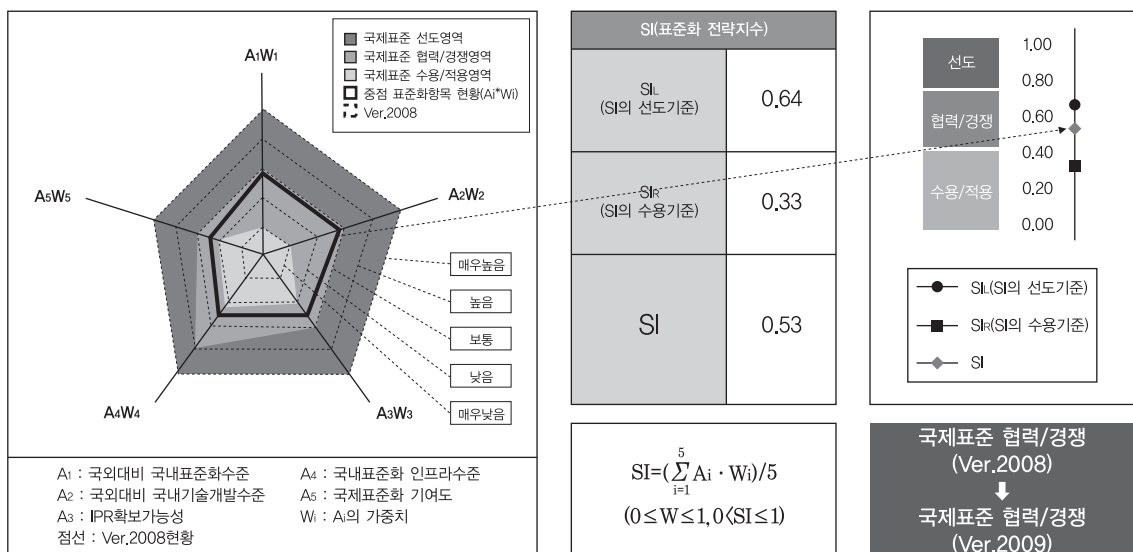 국제표준 선도영역
국제표준 협력/경쟁영역
국제표준 수용/적용영역
중점 표준화항목 현황(Ai*Wi)
Ver.2008
A1W1
A2W2
A3W3
A4W4
A5W5
매우높음
높음
보통
낮음
매우낮음
A1 : 국외대비 국내표준화수준
A2 : 국외대비 국내기술개발수준
A3 : IPR확보가능성
점선 : Ver.2008현황
A4 : 국내표준화 인프라수준
A5 : 국제표준화 기여도
Wi : Ai의 가중치
SI(표준화 전략지수)
SIL
(SI의 선도기준)
0.64
SIR
(SI의 수용기준)
0.33
SI
0.53
SI=(∑Ai · Wi)/5
5
i=1
(0≤W≤1, 0<SI≤1)
선도
협력/경쟁
수용/적용
1.00
0.80
0.60
0.40
0.20
0.00
SIL(SI의 선도기준)
SIR(SI의 수용기준)
SI
국제표준 협력/경쟁
(Ver.2008)
국제표준 협력/경쟁
(Ver.2009)